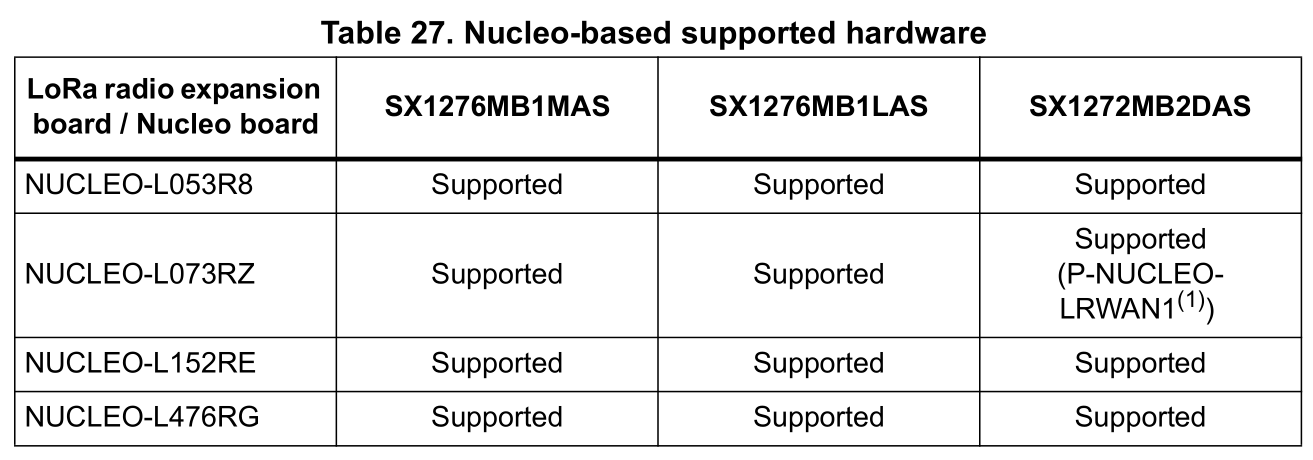 Table 27. Nucleo-based supported hardware
LoRa radio expansion
board / Nucleo board
SX1276MB1MAS
SX1276MB1LAS
SX1272MB2DAS
NUCLEO-L053R8
Supported
Supported
Supported
NUCLEO-L073RZ
Supported
Supported
Supported
(P-NUCLEO-
LRWAN1(1))
NUCLEO-L152RE
Supported
Supported
Supported
NUCLEO-L476RG
Supported
Supported
Supported